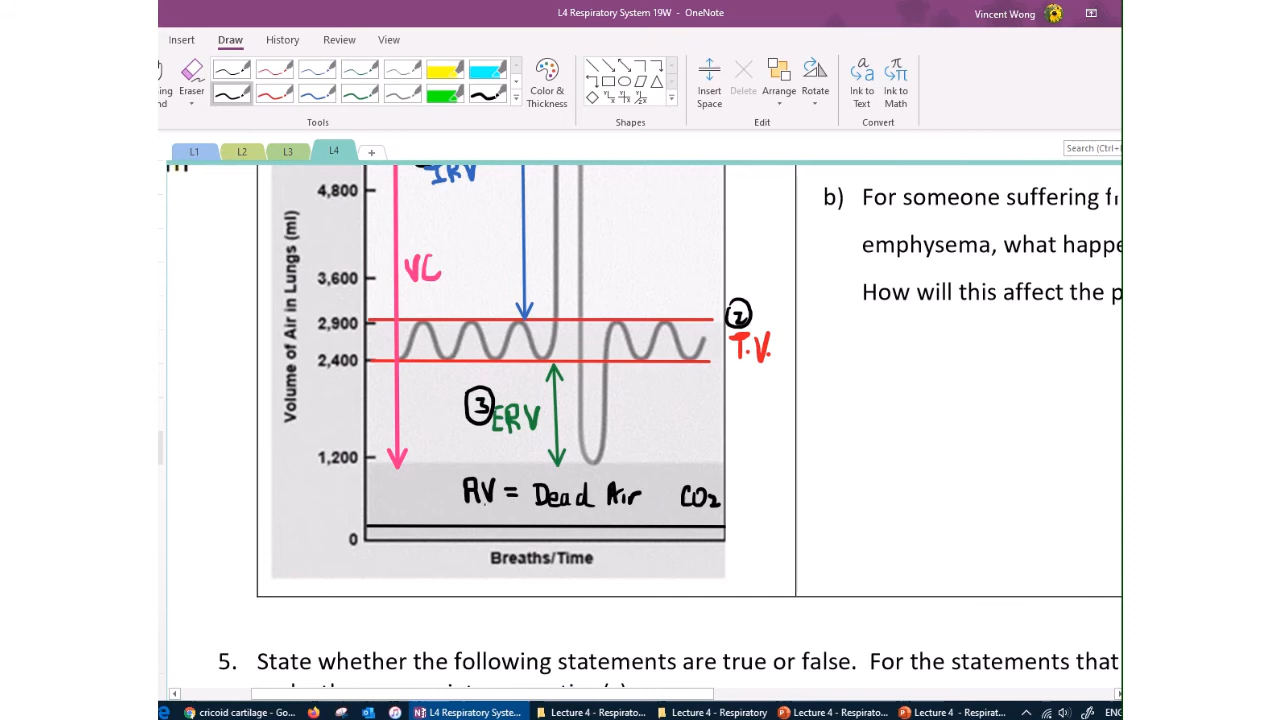 L4 Respiratory System 19W - OneNote
Vincent Wong
Insert Draw History Review View
Eraser
Color & Thickness
Insert Space
Delete
Arrange
Rotate
Ink to Text
Ink to Math
Tools
Shapes
Edit
Convert
L1 L2 L3 L4 +
Search (Ctrl+
Volume of Air in Lungs (ml)
4,800
3,600
2,900
2,400
1,200
0
IRV
VC
2
T.V.
3 ERV
RV = Dead Air CO2
Breaths/Time
b) For someone suffering f
emphysema, what happe
How will this affect the p
5. State whether the following statements are true or false. For the statements that
cricoid cartilage - Go...
L4 Respiratory Syste...
Lecture 4 - Respirato...
Lecture 4 - Respiratory
Lecture 4 - Respirato...
Lecture 4 - Respirat...
ENG